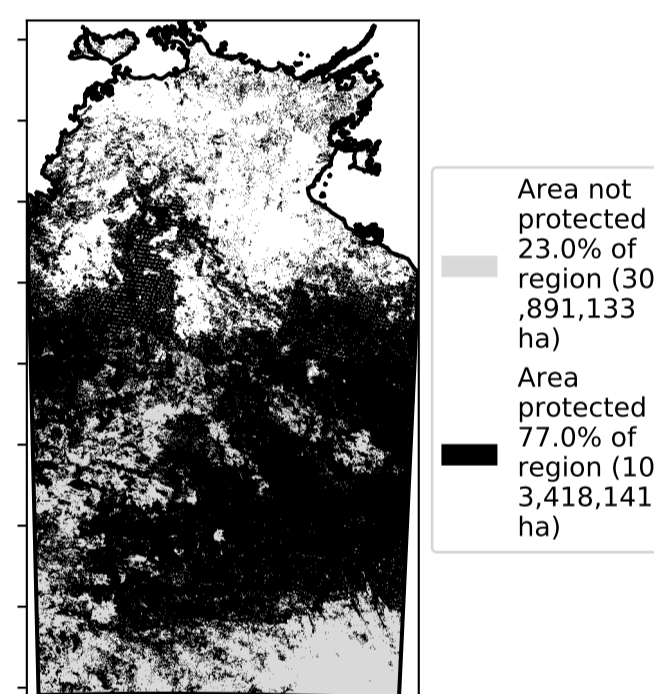 Area not
protected
23.0% of
region (30
,891,133
ha)
Area
protected
77.0% of
region (10
3,418,141
ha)